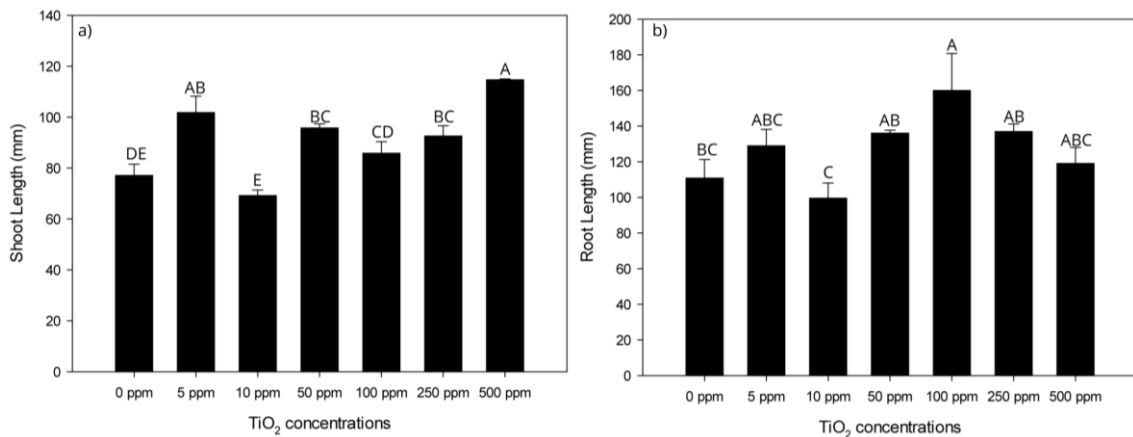 a)
Shoot Length (mm)
140
120
100
80
60
40
20
0
DE
AB
E
BC
CD
BC
A
0 ppm 5 ppm 10 ppm 50 ppm 100 ppm 250 ppm 500 ppm
TiO₂ concentrations
b)
Root Length (mm)
200
180
160
140
120
100
80
60
40
20
0
BC
ABC
C
AB
A
AB
ABC
0 ppm 5 ppm 10 ppm 50 ppm 100 ppm 250 ppm 500 ppm
TiO₂ concentrations